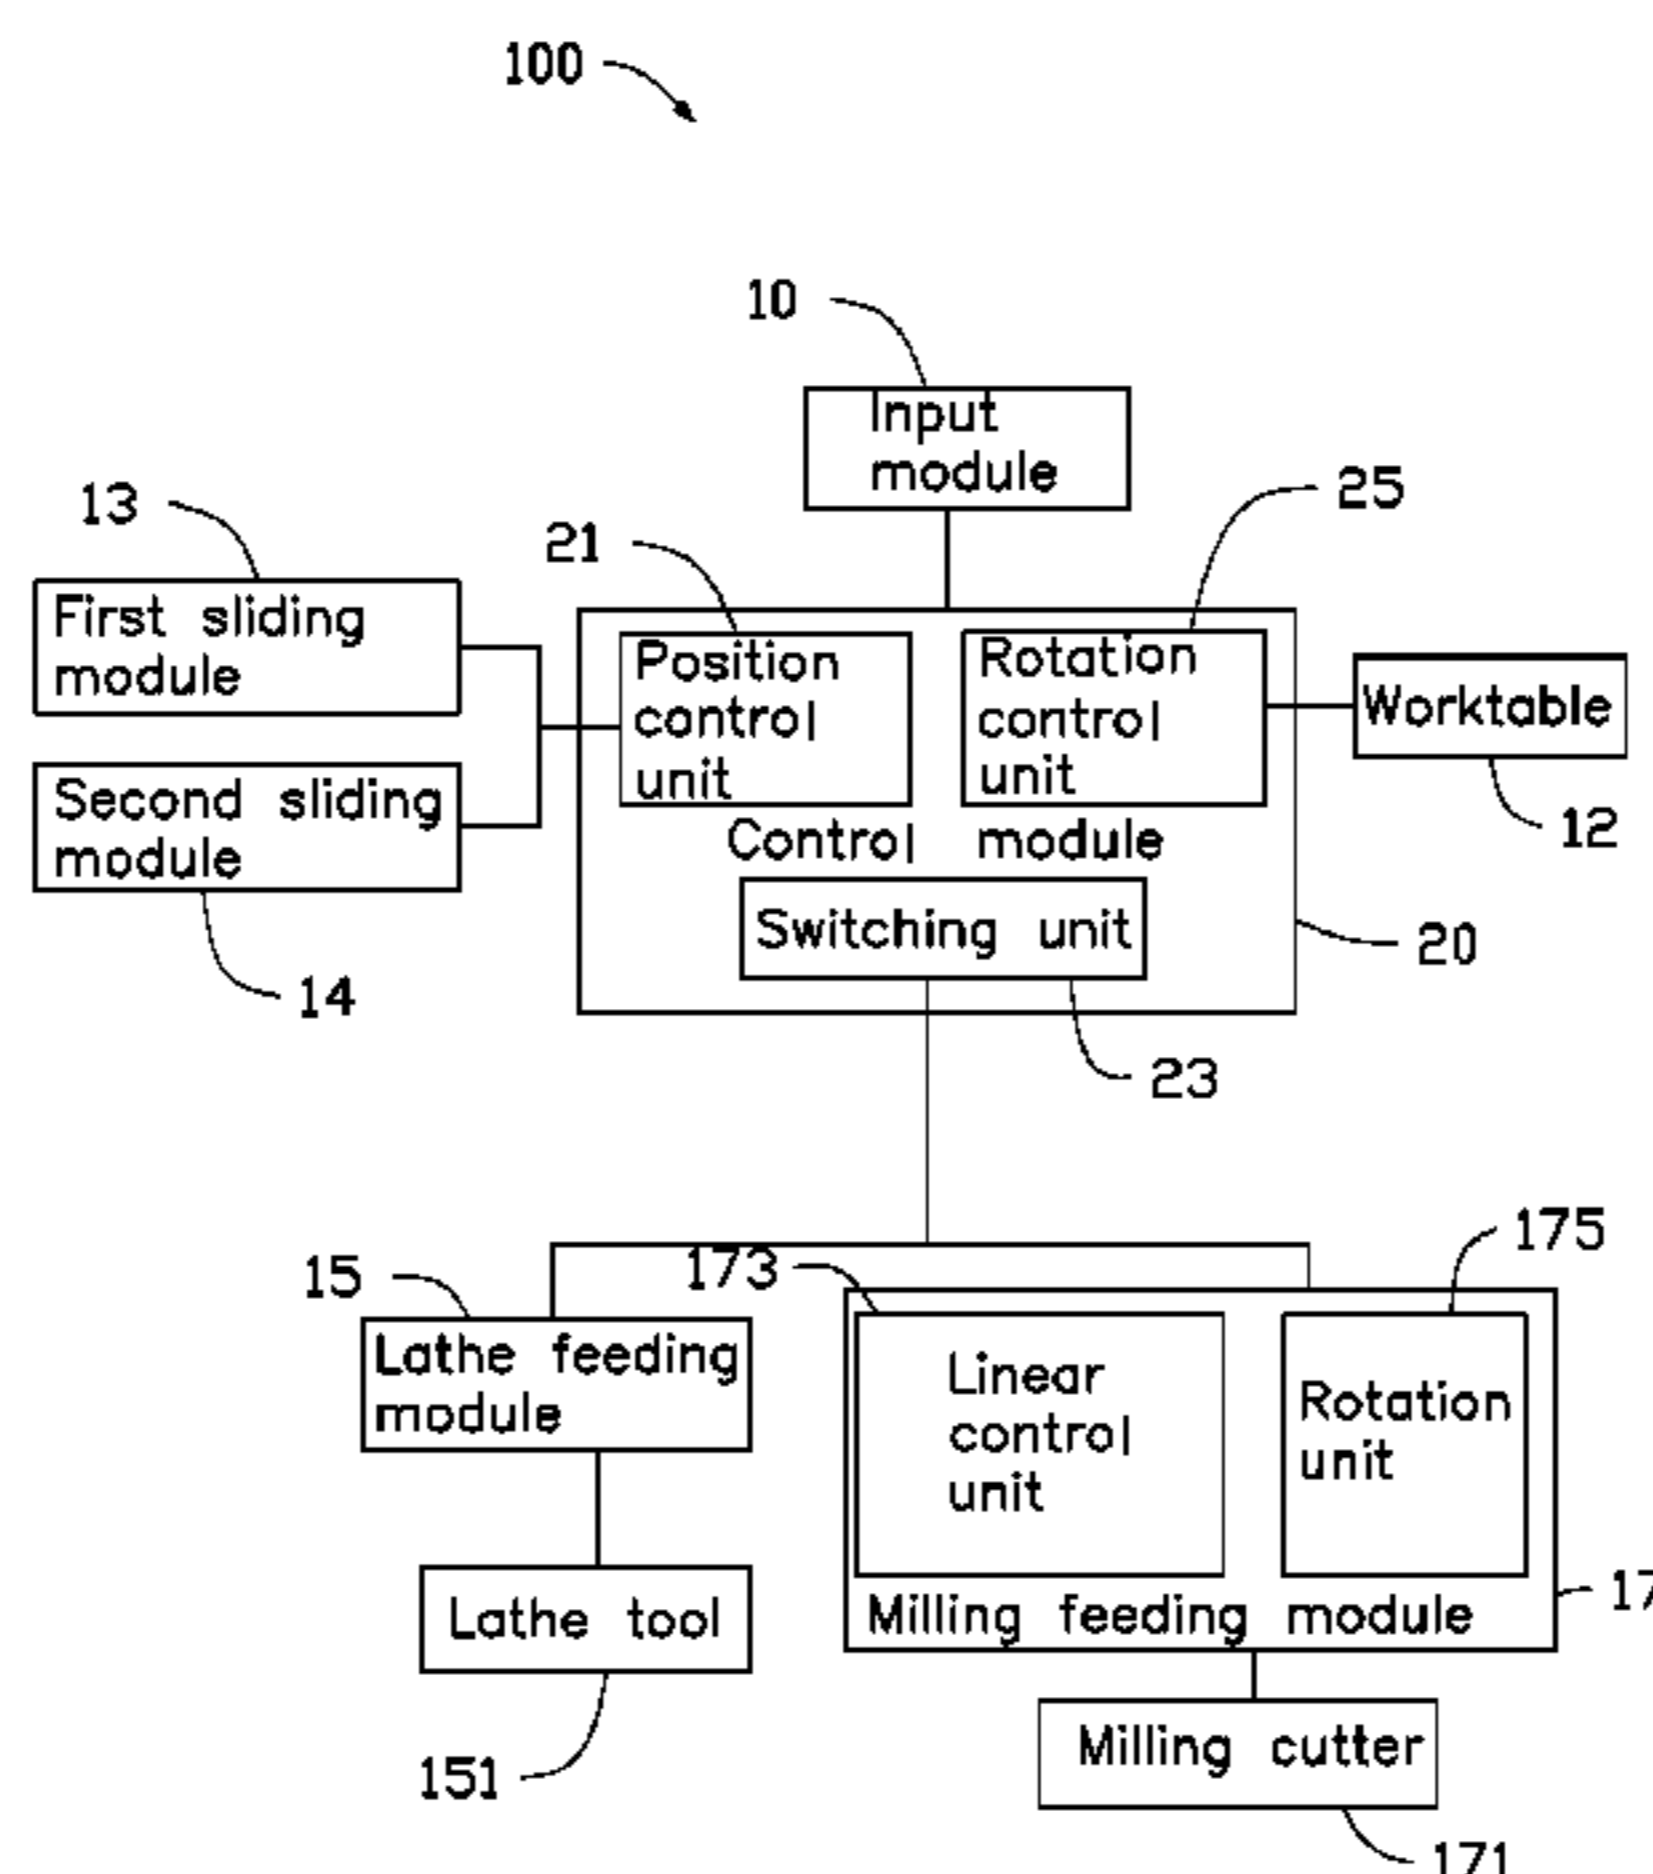 100
10
Input
module
13
21
25
First sliding
module
Position
control
unit
Rotation
control
unit
Worktable
Second sliding
module
Control module
12
Switching unit
20
14
23
175
15
173
Lathe feeding
module
Linear
control
unit
Rotation
unit
17
Lathe tool
Milling feeding module
151
Milling cutter
171